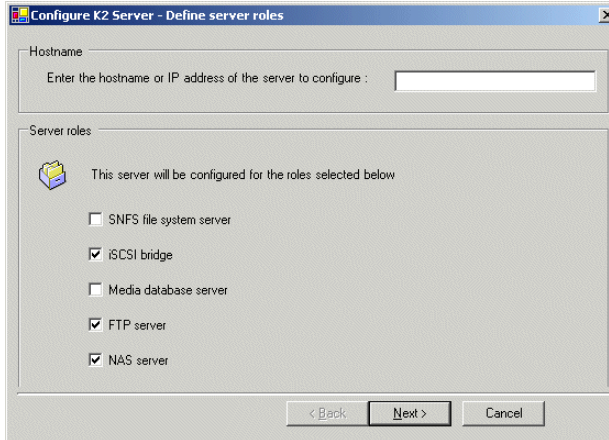 Configure K2 Server - Define server roles
Hostname
Enter the hostname or IP address of the server to configure :
Server roles
This server will be configured for the roles selected below
SNFS file system server
iSCSI bridge
Media database server
FTP server
NAS server
< Back
Next >
Cancel